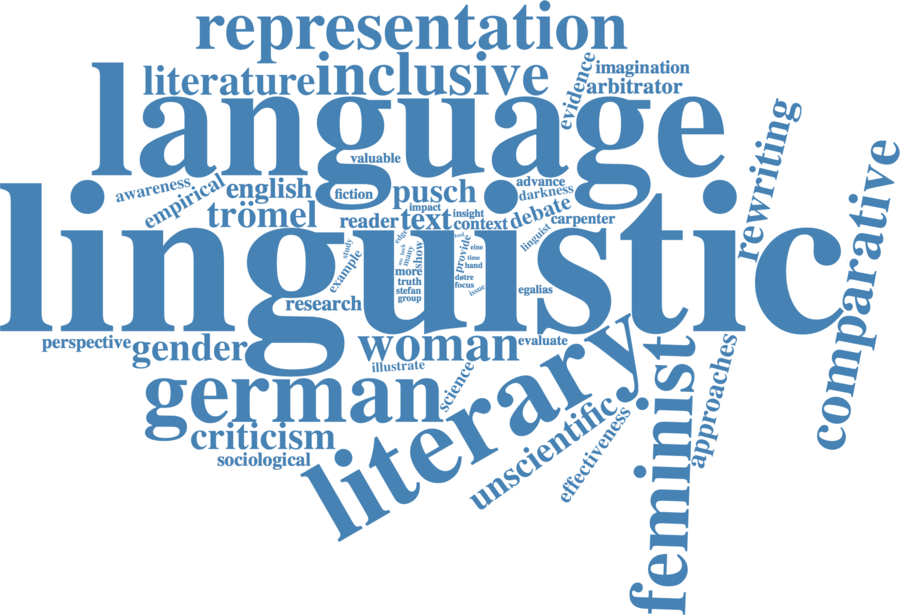 representation
literature
inclusive
evidence
imagination
arbitrator
language
valuable
rewriting
comparative
awareness
empirical
english
fiction
pusch
advance
darkness
trömel
reader
impact
text
insight
context
debate
carpenter
linguist
linguistic
study
example
edge
many
show
provide
eine
time
hand
more
truth
stefan
group
døtre
focus
issue
egalias
research
perspective
gender
woman
evaluate
illustrate
german
science
literary
feminist
approaches
criticism
sociological
unscientific
effectiveness